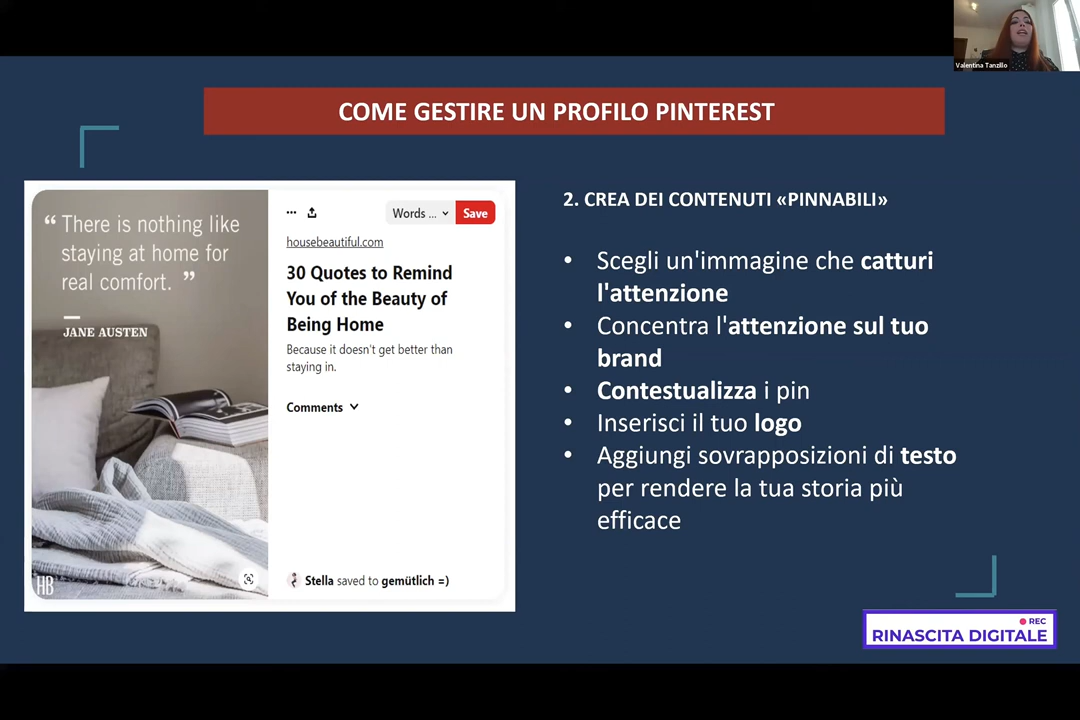 Valentina Tanzillo
COME GESTIRE UN PROFILO PINTEREST
“ There is nothing like
staying at home for
real comfort. ”
JANE AUSTEN
HB
Words ...
Save
housebeautiful.com
30 Quotes to Remind
You of the Beauty of
Being Home
Because it doesn't get better than
staying in.
Comments
Stella saved to gemütlich =)
2. CREA DEI CONTENUTI «PINNABILI»
• Scegli un'immagine che catturi
l'attenzione
• Concentra l'attenzione sul tuo
brand
• Contestualizza i pin
• Inserisci il tuo logo
• Aggiungi sovrapposizioni di testo
per rendere la tua storia più
efficace
REC
RINASCITA DIGITALE